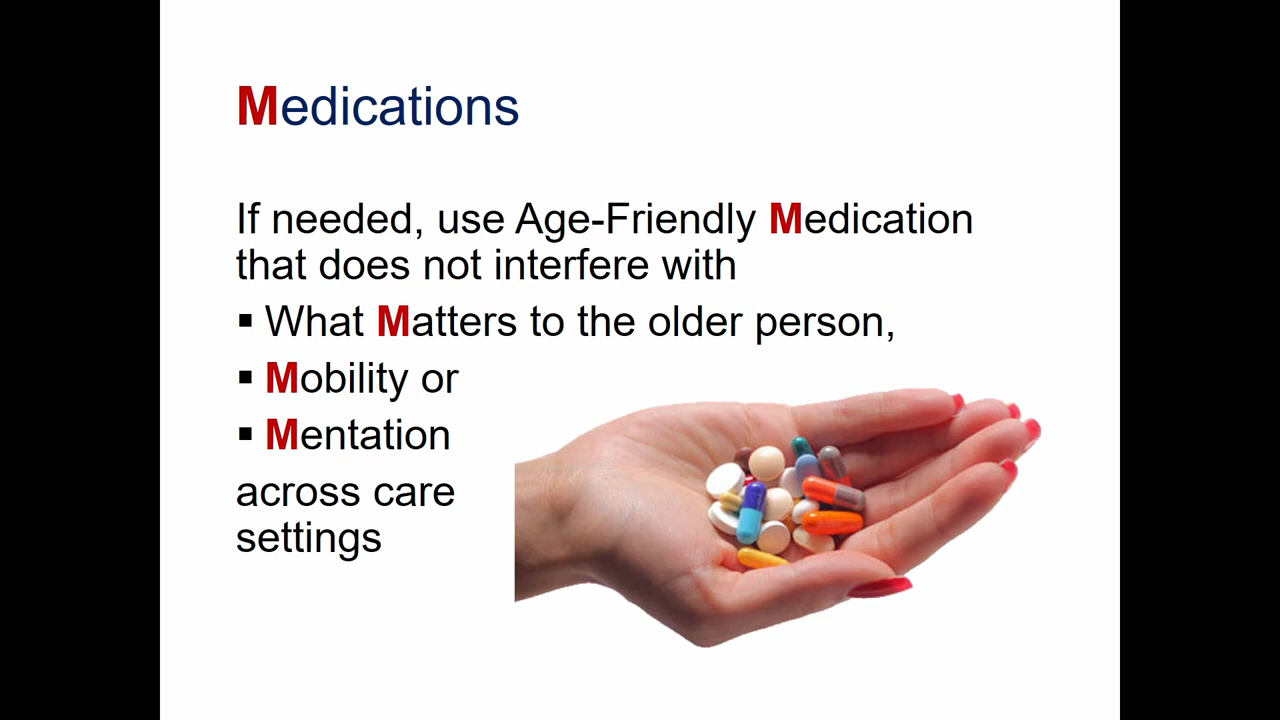 Medications
If needed, use Age-Friendly Medication
that does not interfere with
▪ What Matters to the older person,
▪ Mobility or
▪ Mentation
across care
settings